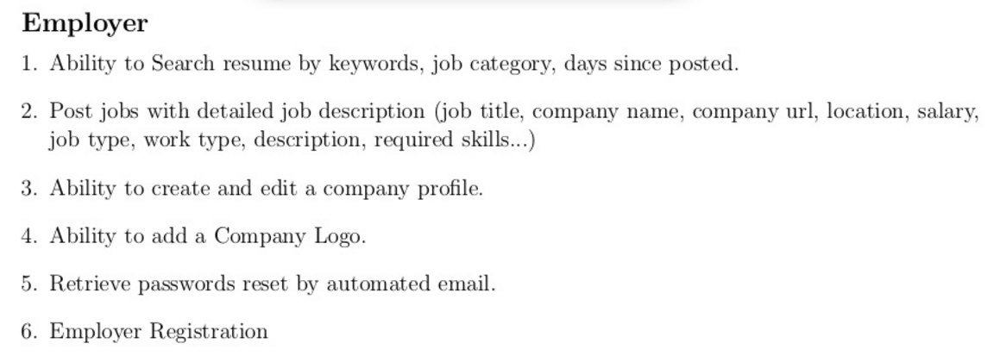 Employer
1. Ability to Search resume by keywords, job category, days since posted.
2. Post jobs with detailed job description (job title, company name, company url, location, salary,
job type, work type, description, required skills...)
3. Ability to create and edit a company profile.
4. Ability to add a Company Logo.
5. Retrieve passwords reset by automated email.
6. Employer Registration